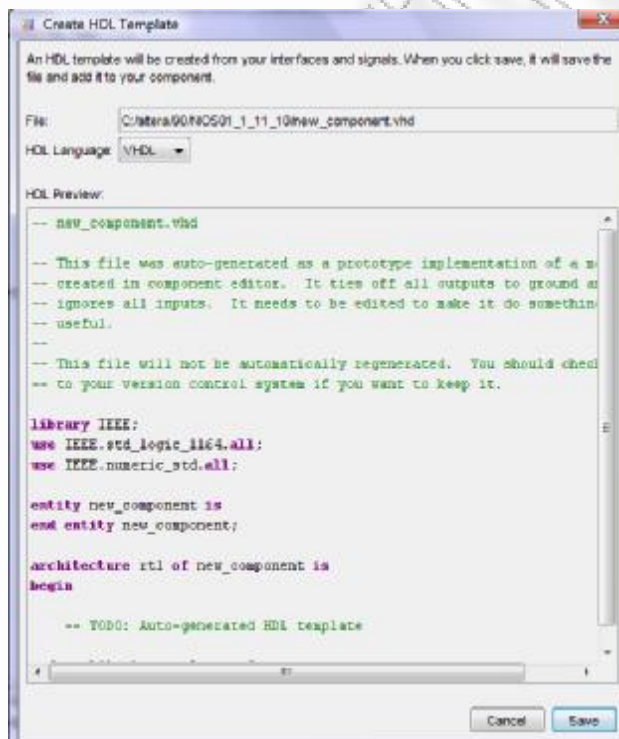 Create HDL Template
An HDL template will be created from your interfaces and signals. When you click save, it will save the
file and add it to your component.
File: C:/altera/90/NIOS01_1_11_10/new_component.vhd
HDL Language: VHDL
HDL Preview:
-- new_component.vhd
-- This file was auto-generated as a prototype implementation of a m
-- created in component editor. It ties off all outputs to ground a
-- ignores all inputs. It needs to be edited to make it do somethin
-- useful.
--
-- This file will not be automatically regenerated. You should chec
-- to your version control system if you want to keep it.
library IEEE;
use IEEE.std_logic_1164.all;
use IEEE.numeric_std.all;
entity new_component is
end entity new_component;
architecture rtl of new_component is
begin
-- TODO: Auto-generated HDL template
Cancel Save